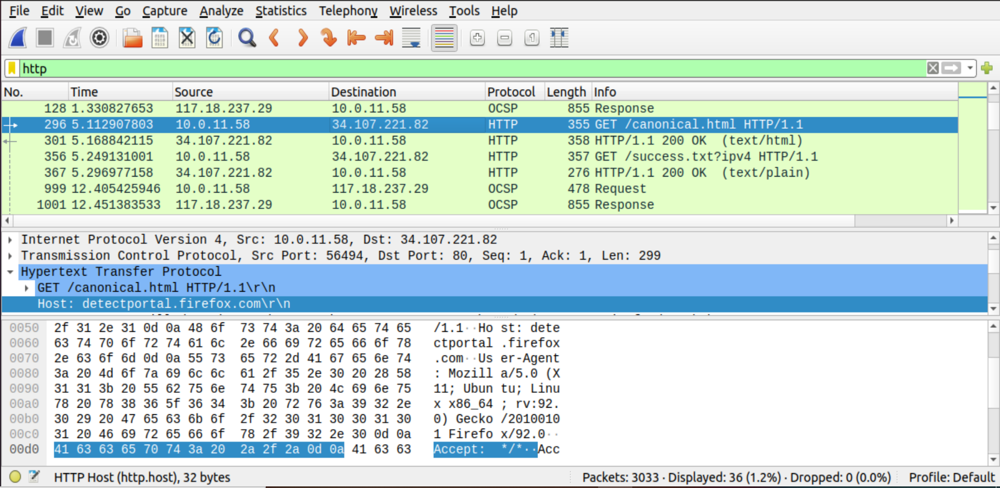 File Edit View Go Capture Analyze Statistics Telephony Wireless Tools Help
http
No. Time Source Destination Protocol Length Info
128 1.330827653 117.18.237.29 10.0.11.58 OCSP 855 Response
296 5.112907803 10.0.11.58 34.107.221.82 HTTP 355 GET /canonical.html HTTP/1.1
301 5.168842115 34.107.221.82 10.0.11.58 HTTP 358 HTTP/1.1 200 OK (text/html)
356 5.249131001 10.0.11.58 34.107.221.82 HTTP 357 GET /success.txt?ipv4 HTTP/1.1
367 5.296977158 34.107.221.82 10.0.11.58 HTTP 276 HTTP/1.1 200 OK (text/plain)
999 12.405425946 10.0.11.58 117.18.237.29 OCSP 478 Request
1001 12.451383533 117.18.237.29 10.0.11.58 OCSP 855 Response
Internet Protocol Version 4, Src: 10.0.11.58, Dst: 34.107.221.82
Transmission Control Protocol, Src Port: 56494, Dst Port: 80, Seq: 1, Ack: 1, Len: 299
Hypertext Transfer Protocol
GET /canonical.html HTTP/1.1\r\n
Host: detectportal.firefox.com\r\n
0050 2f 31 2e 31 0d 0a 48 6f 73 74 3a 20 64 65 74 65 /1.1··Ho st: dete
0060 63 74 70 6f 72 74 61 6c 2e 66 69 72 65 66 6f 78 ctportal .firefox
0070 2e 63 6f 6d 0d 0a 55 73 65 72 2d 41 67 65 6e 74 .com··Us er-Agent
0080 3a 20 4d 6f 7a 69 6c 6c 61 2f 35 2e 30 20 28 58 : Mozill a/5.0 (X
0090 31 31 3b 20 55 62 75 6e 74 75 3b 20 4c 69 6e 75 11; Ubun tu; Linu
00a0 78 20 78 38 36 5f 36 34 3b 20 72 76 3a 39 32 2e x x86_64 ; rv:92.
00b0 30 29 20 47 65 63 6b 6f 2f 32 30 31 30 30 31 30 0) Gecko /2010010
00c0 31 20 46 69 72 65 66 6f 78 2f 39 32 2e 30 0d 0a 1 Firefo x/92.0··
00d0 41 63 63 65 70 74 3a 20 2a 2f 2a 0d 0a 41 63 63 Accept: */*··Acc
HTTP Host (http.host), 32 bytes Packets: 3033 · Displayed: 36 (1.2%) · Dropped: 0 (0.0%) Profile: Default